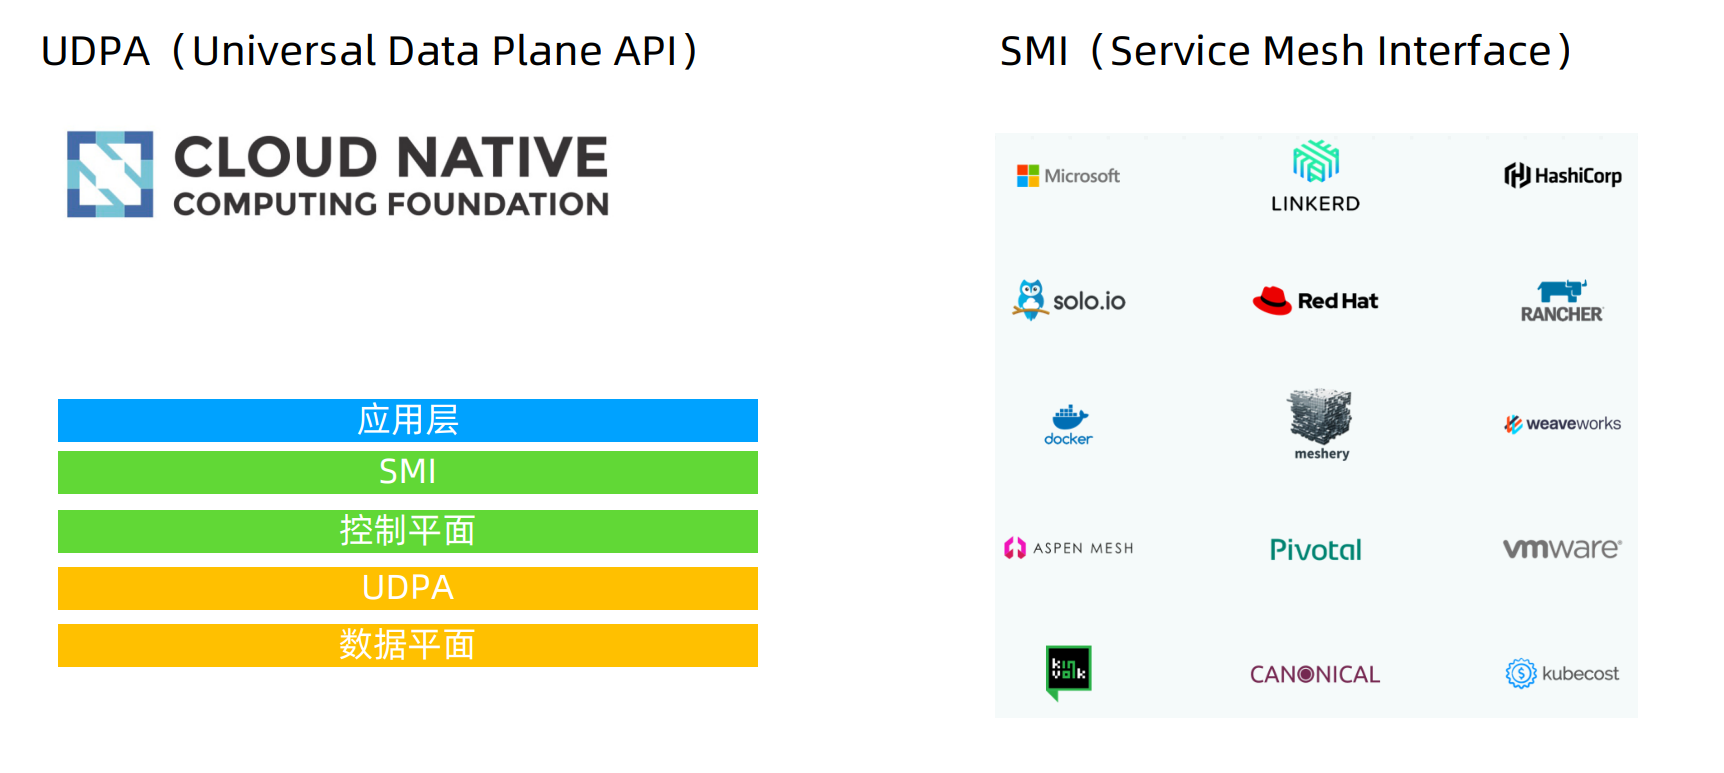 UDPA（Universal Data Plane API）
CLOUD NATIVE
COMPUTING FOUNDATION
应用层
SMI
控制平面
UDPA
数据平面
SMI（Service Mesh Interface）
Microsoft
LINKERD
HashiCorp
solo.io
Red Hat
RANCHER
docker
meshery
weaveworks
ASPEN MESH
Pivotal
vmware®
kinvolk
CANONICAL
kubecost